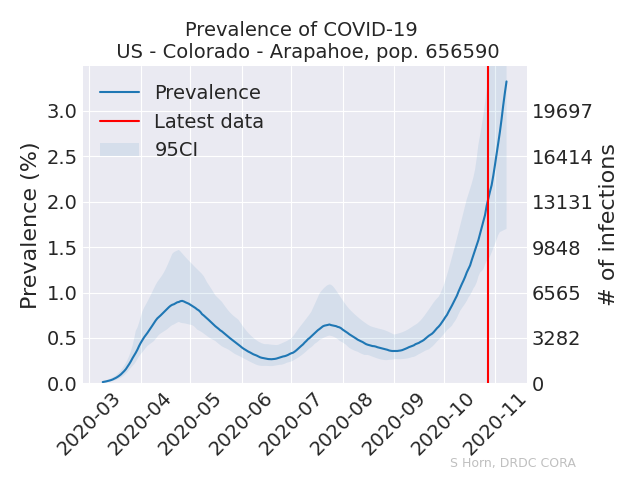 Prevalence of COVID-19
US - Colorado - Arapahoe, pop. 656590
Prevalence
Latest data
95CI
Prevalence (%)
3.0
2.5
2.0
1.5
1.0
0.5
0.0
19697
16414
13131
9848
6565
3282
0
# of infections
2020-03
2020-04
2020-05
2020-06
2020-07
2020-08
2020-09
2020-10
2020-11
S Horn, DRDC CORA